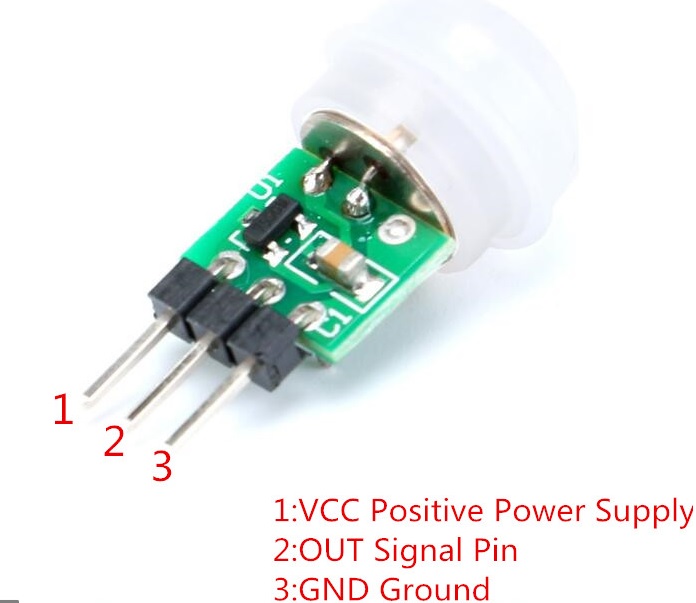 U1
C1
1
2
3
1:VCC Positive Power Supply
2:OUT Signal Pin
3:GND Ground